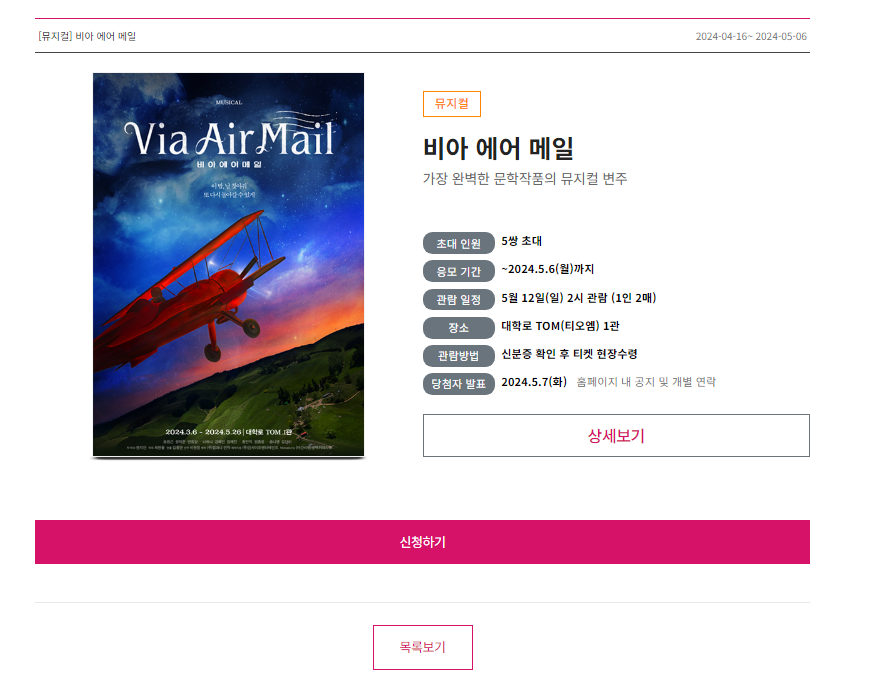 [뮤지컬] 비아 에어 메일
2024-04-16~ 2024-05-06
MUSICAL
Via Air Mail
비아에어메일
뮤지컬
비아 에어 메일
가장 완벽한 문학작품의 뮤지컬 변주
초대 인원 5쌍 초대
응모 기간 ~2024.5.6(월)까지
관람 일정 5월 12일(일) 2시 관람 (1인 2매)
장소 대학로 TOM(티오엠) 1관
관람방법 신분증 확인 후 티켓 현장수령
당첨자 발표 2024.5.7(화) 홈페이지 내 공지 및 개별 연락
2024.3.6 - 2024.5.26 | 대학로 TOM 1관
상세보기
신청하기
목록보기